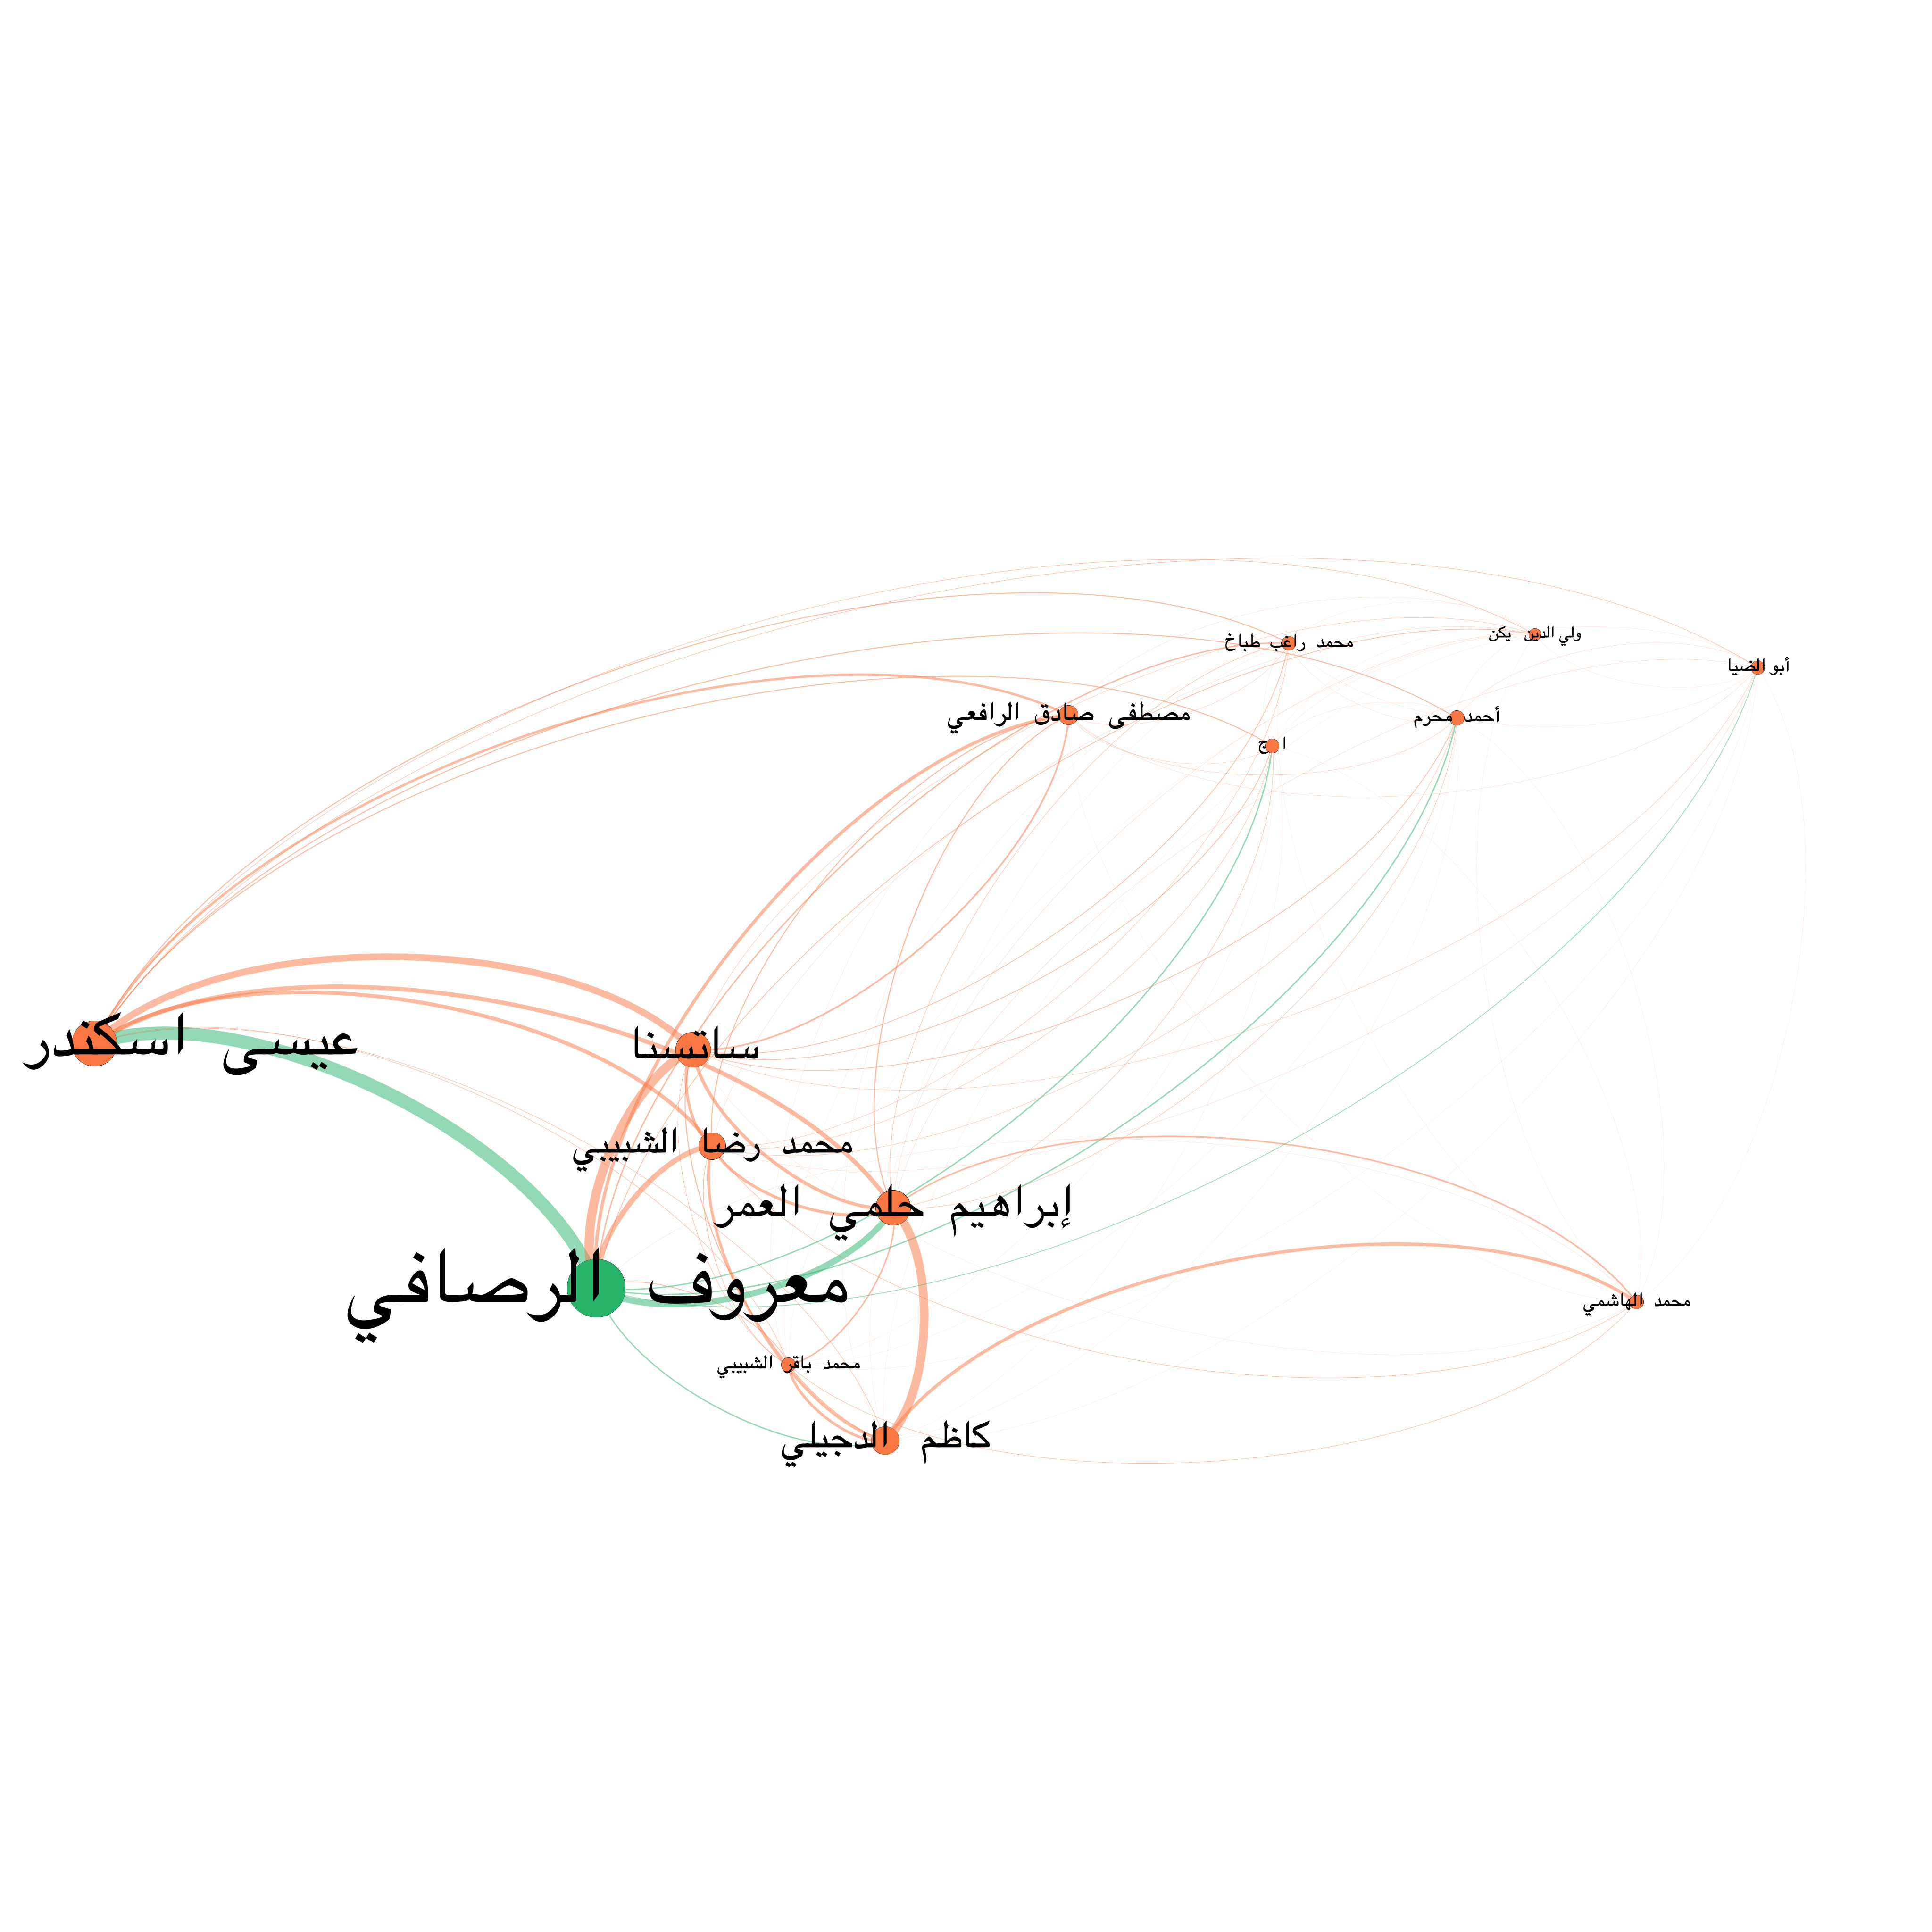 ولي الدين يكن
محمد راغب طباخ
أبو الضيا
مصطفى صادق الرافعي
أحمد محرم
ا ج
عيسى اسكندر
ساتسنا
محمد رضا الشبيبي
إبراهيم حلمي العمر
معروف الرصافي
محمد الهاشمي
محمد باقر الشبيبي
كاظم الدجيلي